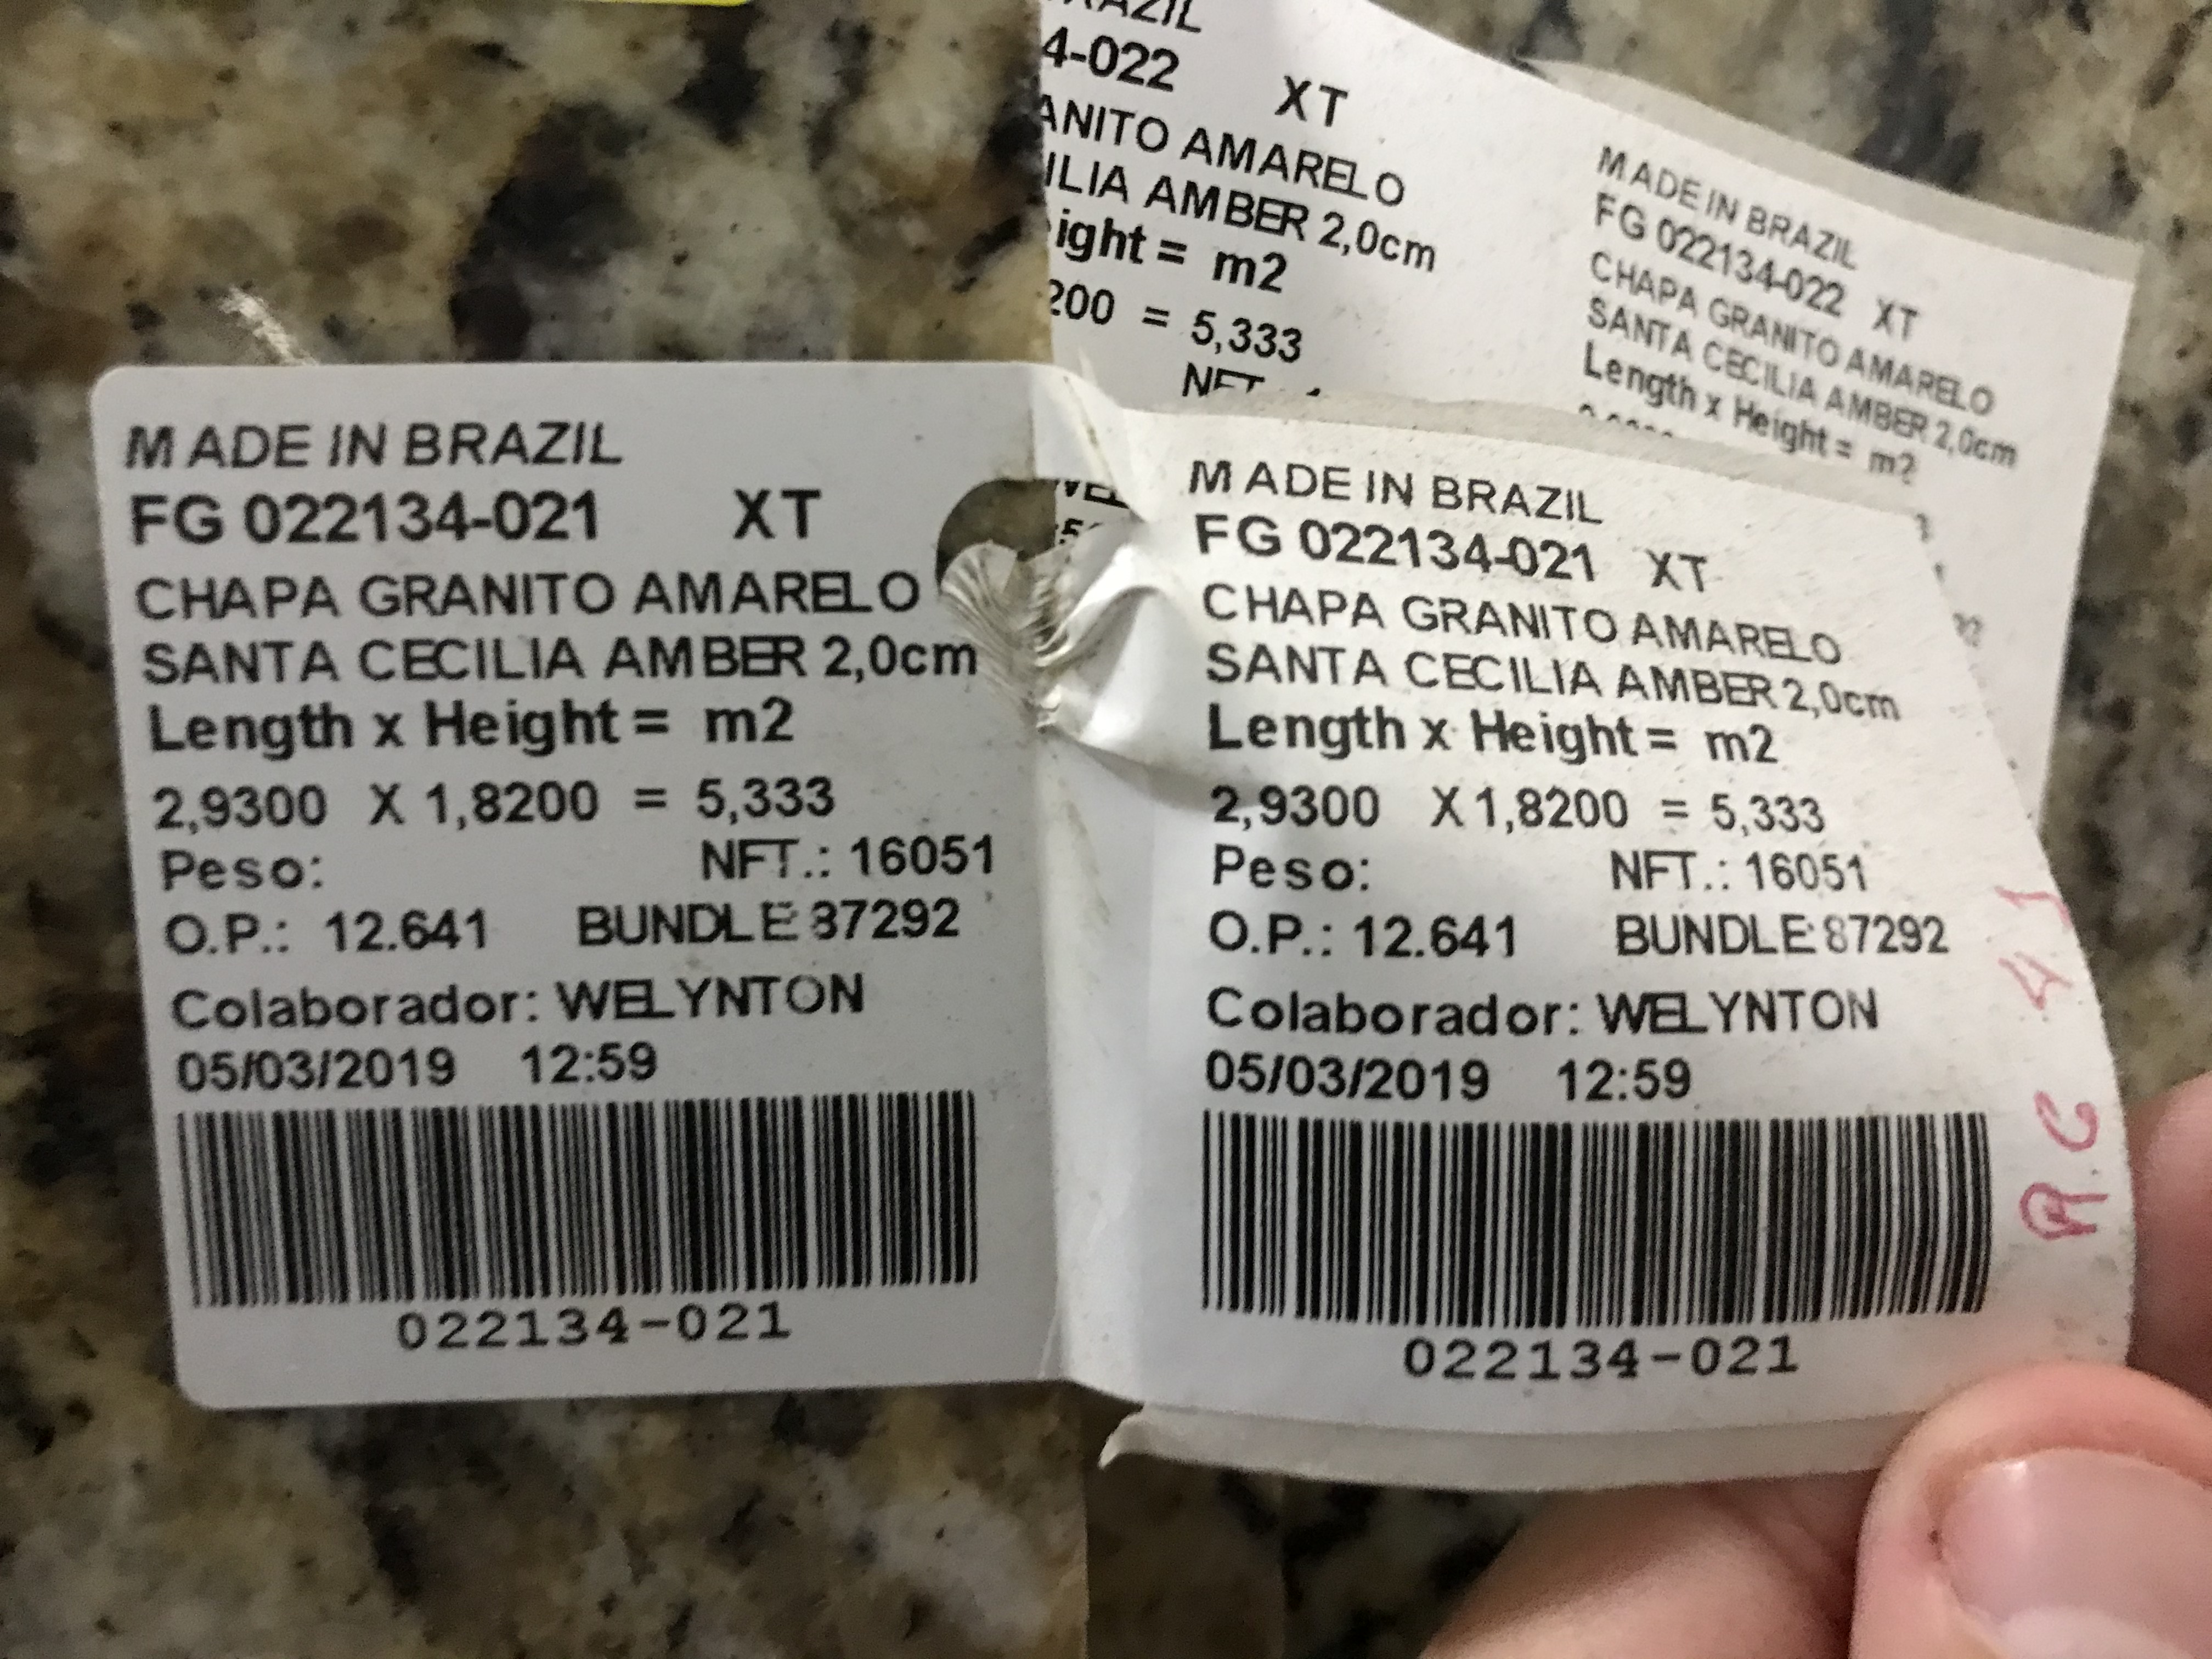 RAZIL
4-022 XT
ANITO AMARELO
ILIA AMBER 2,0cm
ight = m2
200 = 5,333
NFT
MADE IN BRAZIL
FG 022134-022 XT
CHAPA GRANITO AMARELO
SANTA CECILIA AMBER 2,0cm
Length x Height = m2
MADE IN BRAZIL
FG 022134-021 XT
CHAPA GRANITO AMARELO
SANTA CECILIA AMBER 2,0cm
Length x Height = m2
2,9300 X 1,8200 = 5,333
Peso: NFT.: 16051
O.P.: 12.641 BUNDLE: 87292
Colaborador: WELYNTON
05/03/2019 12:59
022134-021
MADE IN BRAZIL
FG 022134-021 XT
CHAPA GRANITO AMARELO
SANTA CECILIA AMBER 2,0cm
Length x Height = m2
2,9300 X 1,8200 = 5,333
Peso: NFT.: 16051
O.P.: 12.641 BUNDLE: 87292
Colaborador: WELYNTON
05/03/2019 12:59
022134-021
A.C 41